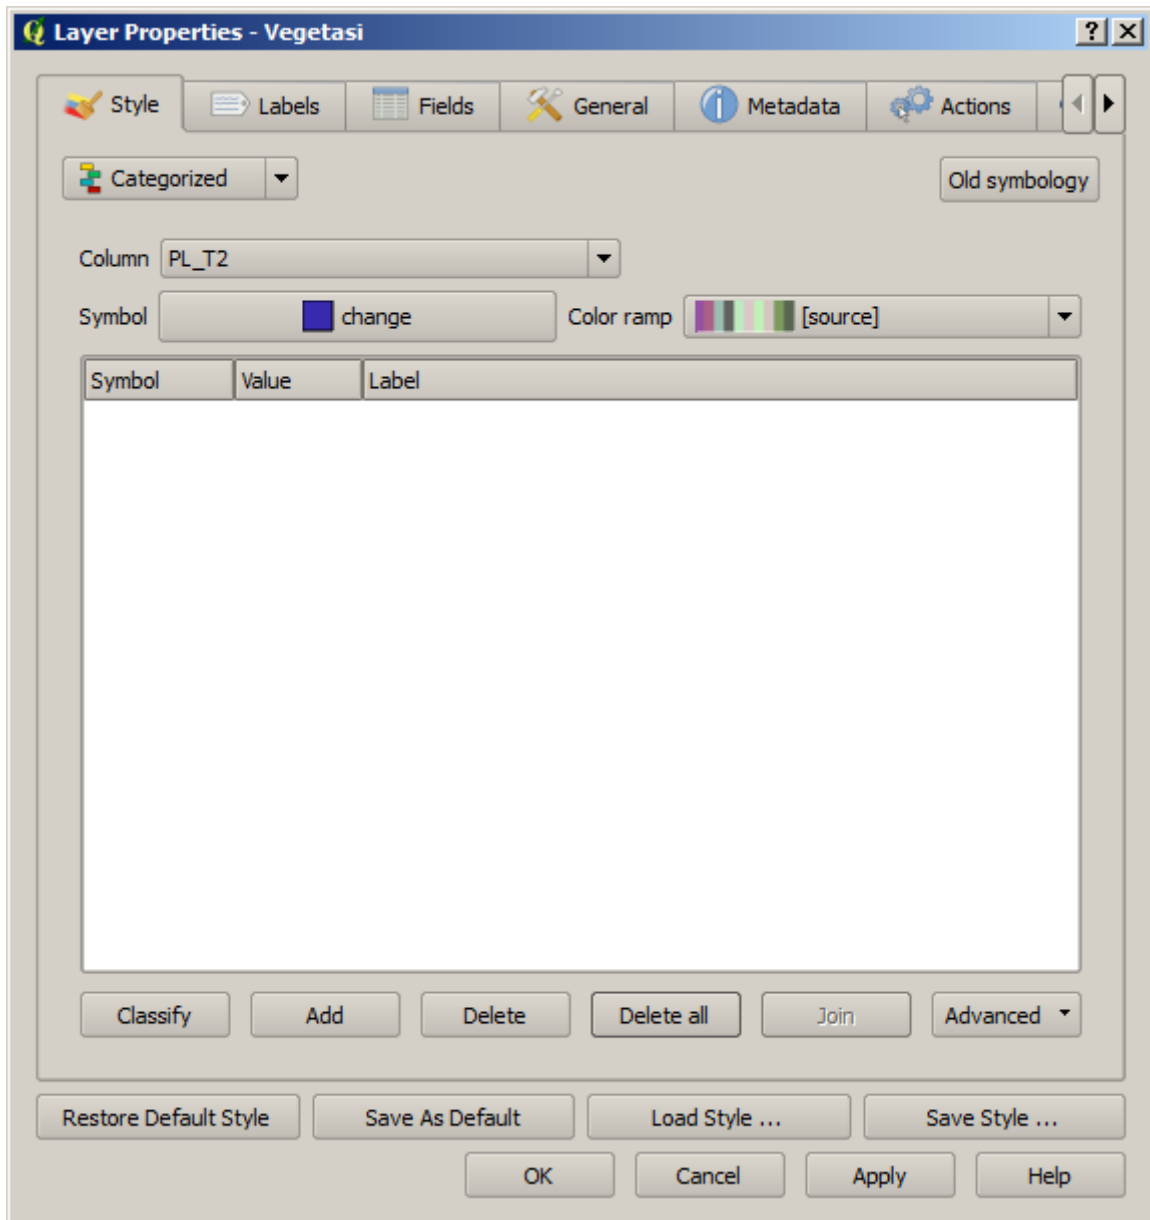 Layer Properties - Vegetasi
Style Labels Fields General Metadata Actions
Categorized Old symbology
Column PL_T2
Symbol change Color ramp [source]
Symbol Value Label
Classify Add Delete Delete all Join Advanced
Restore Default Style Save As Default Load Style ... Save Style ...
OK Cancel Apply Help